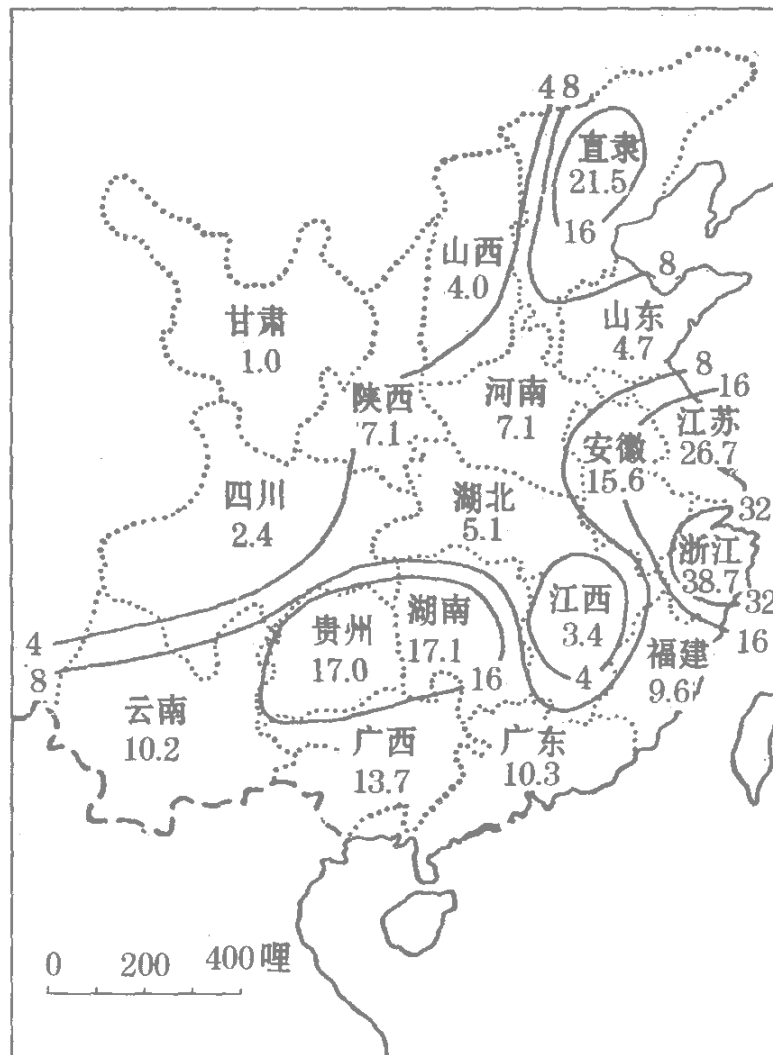 4 8
直隶
21.5
16
山西
4.0
8
甘肃
1.0
山东
4.7
8
16
陕西
7.1
河南
7.1
江苏
26.7
安徽
15.6
四川
2.4
湖北
5.1
32
浙江
38.7
32
16
江西
3.4
4
贵州
17.0
湖南
17.1
16
4
8
福建
9.6
云南
10.2
广西
13.7
广东
10.3
0 200 400哩